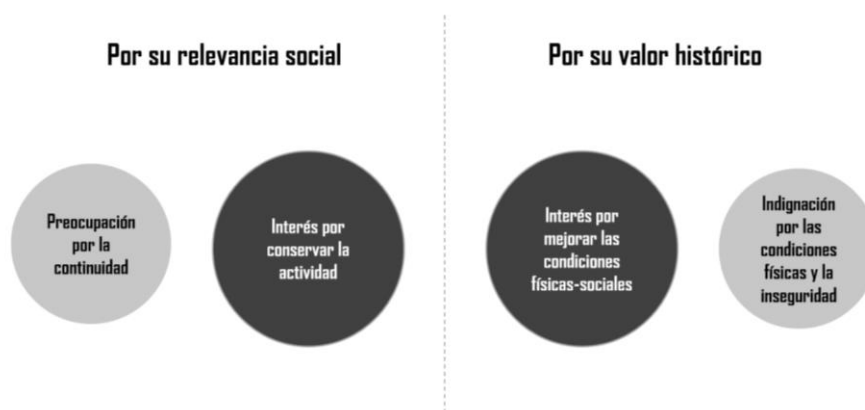 Por su relevancia social
Preocupación
por la
continuidad
Interés por
conservar la
actividad
Por su valor histórico
Interés por
mejorar las
condiciones
físicas-sociales
Indignación
por las
condiciones
físicas y la
inseguridad